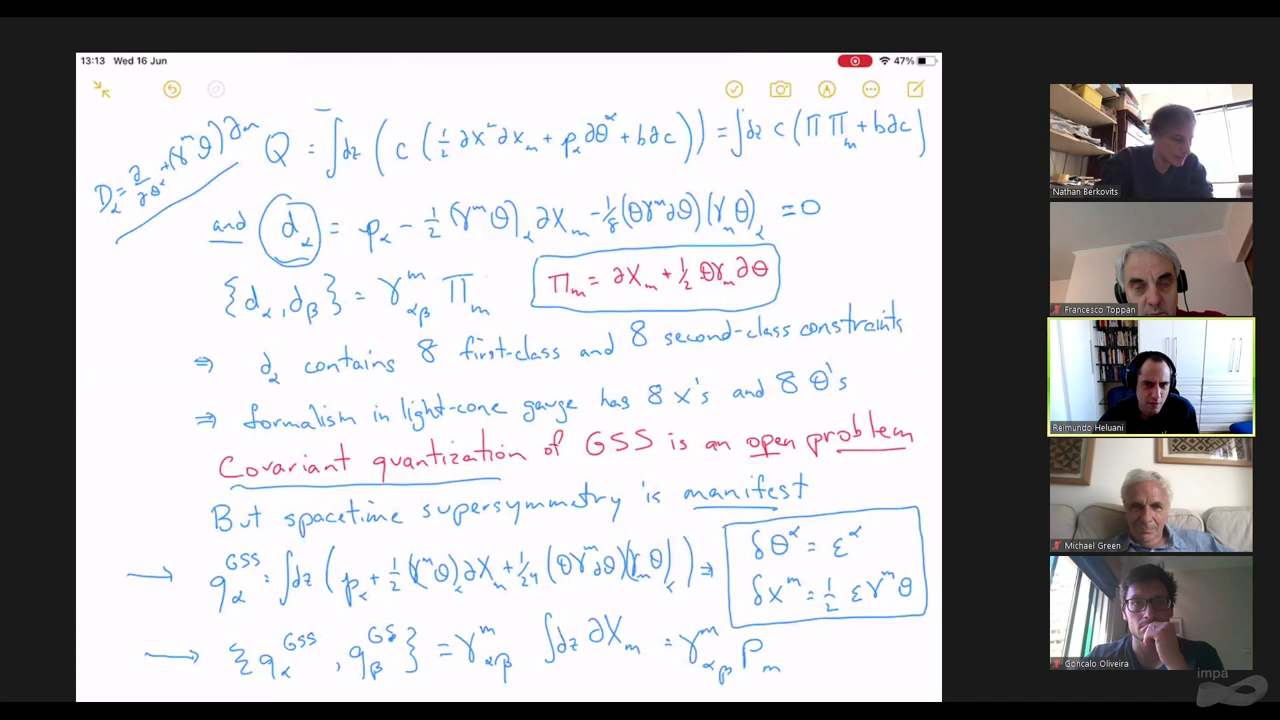 13:13 Wed 16 Jun
47%
D_α = ∂/∂θ^α + (γ^m θ)_α ∂_m
Q = ∫dz ( c ( 1/2 ∂X^m ∂X_m + p_α ∂θ^α + b∂c ) ) = ∫dz c ( Π^m Π_m + b∂c )
and d_α = p_α - 1/2 (γ^m θ)_α ∂X_m - 1/8 (θγ^m ∂θ)(γ_m θ)_α = 0
{d_α, d_β} = γ^m_αβ Π_m
Π_m = ∂X_m + 1/2 θγ_m ∂θ
⇒ d_α contains 8 first-class and 8 second-class constraints
⇒ formalism in light-cone gauge has 8 x's and 8 θ's
Covariant quantization of GSS is an open problem
But spacetime supersymmetry is manifest
→ q_α^GSS = ∫dz ( p_α + 1/2 (γ^m θ)_α ∂X_m + 1/24 (θγ^m ∂θ)(γ_m θ)_α ) ⇒
δθ^α = ε^α
δx^m = 1/2 εγ^m θ
→ {q_α^GSS, q_β^GS} = γ^m_αβ ∫dz ∂X_m = γ^m_αβ P_m
Nathan Berkovits
Francesco Toppan
Reimundo Heluani
Michael Green
Goncalo Oliveira
impa